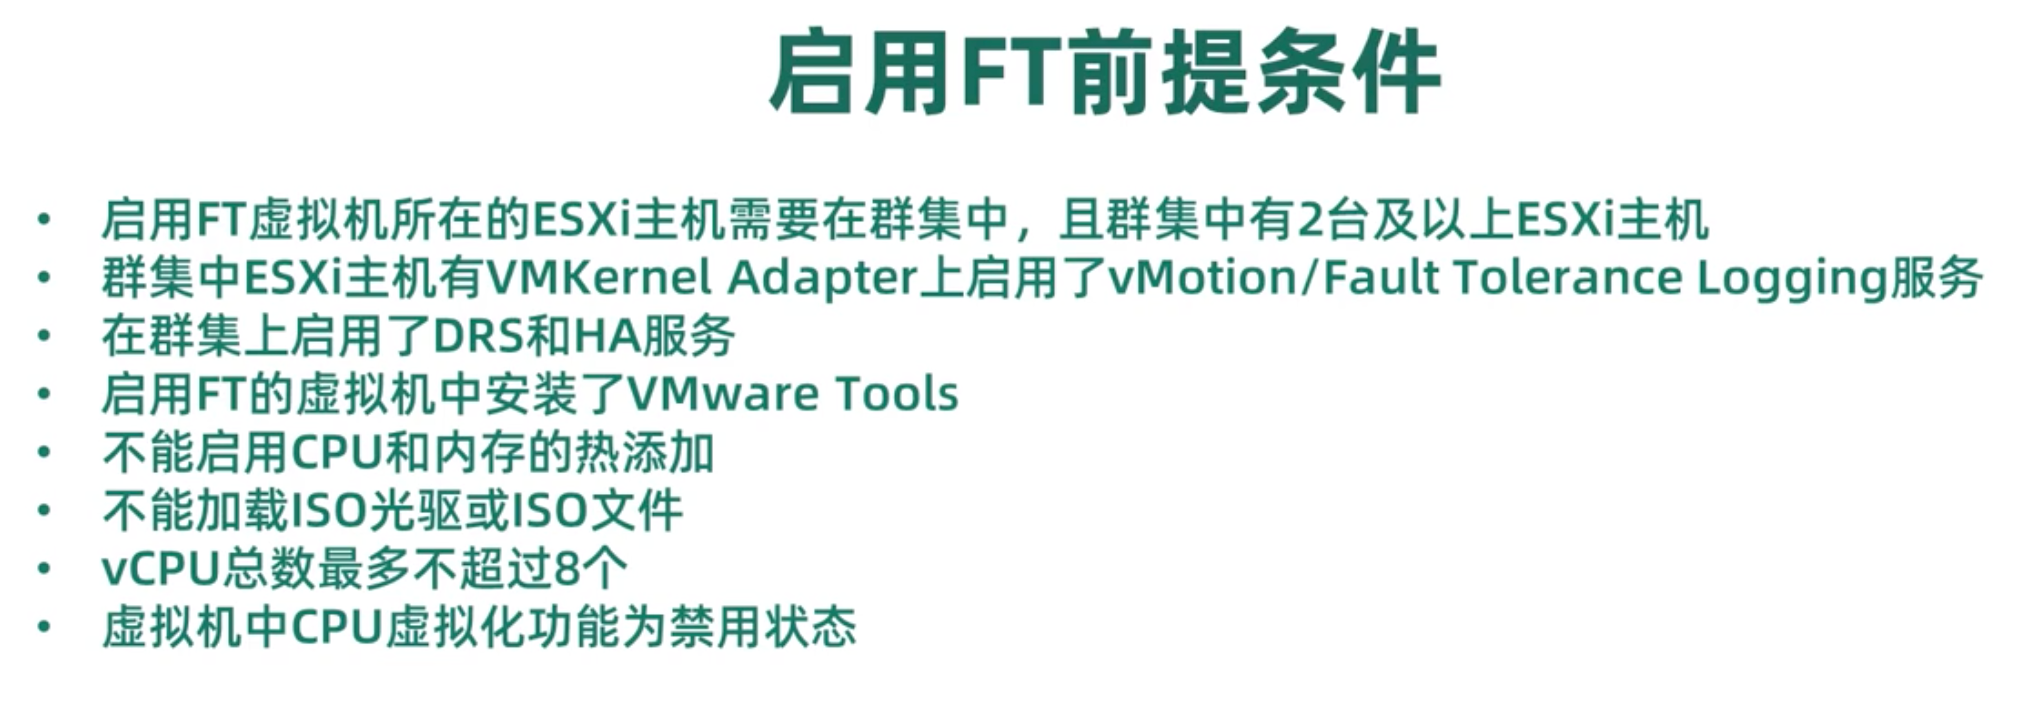 启用FT前提条件
• 启用FT虚拟机所在的ESXi主机需要在群集中，且群集中有2台及以上ESXi主机
• 群集中ESXi主机有VMKernel Adapter上启用了vMotion/Fault Tolerance Logging服务
• 在群集上启用了DRS和HA服务
• 启用FT的虚拟机中安装了VMware Tools
• 不能启用CPU和内存的热添加
• 不能加载ISO光驱或ISO文件
• vCPU总数最多不超过8个
• 虚拟机中CPU虚拟化功能为禁用状态